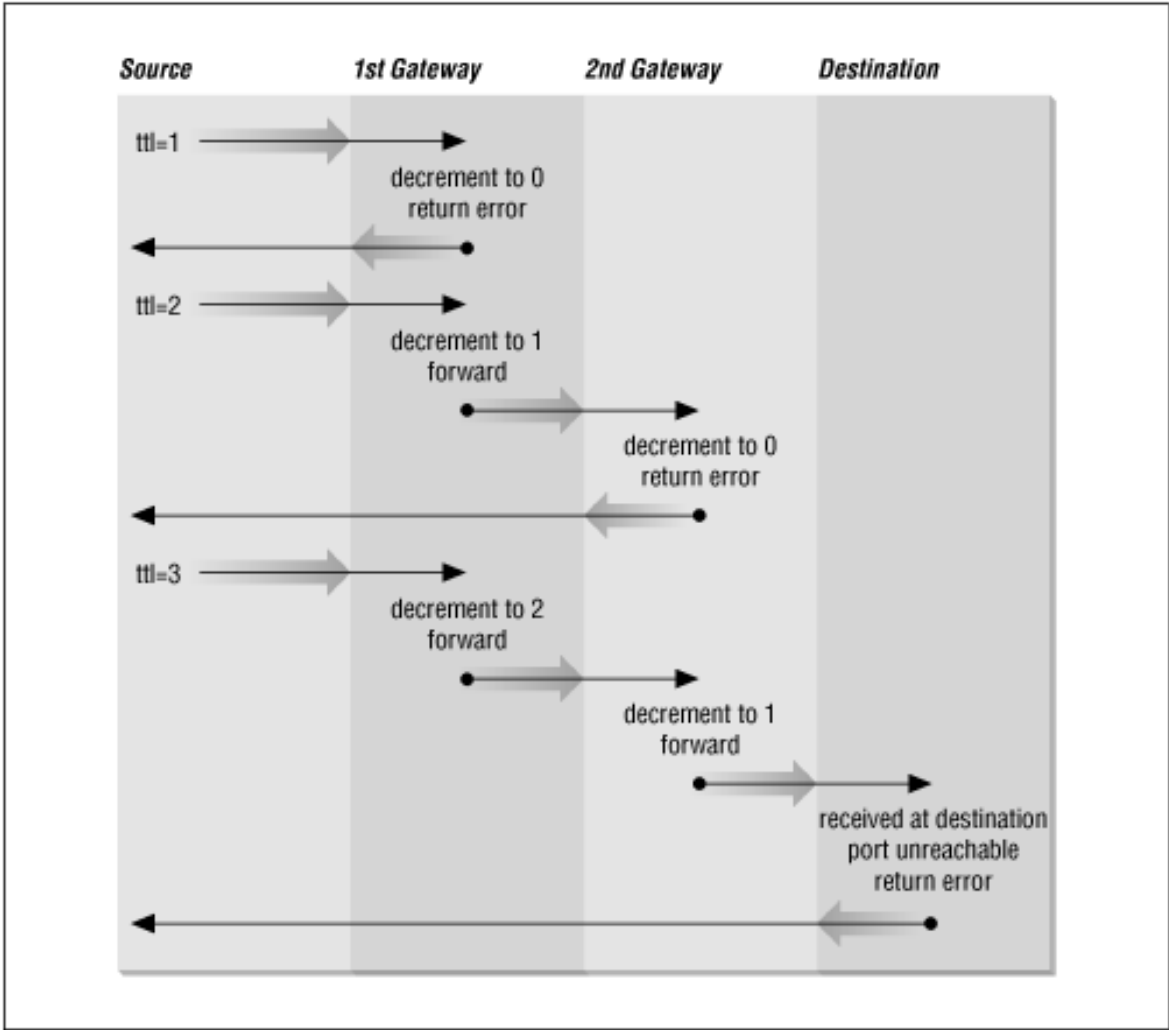 Source 1st Gateway 2nd Gateway Destination
ttl=1
decrement to 0
return error
ttl=2
decrement to 1
forward
decrement to 0
return error
ttl=3
decrement to 2
forward
decrement to 1
forward
received at destination
port unreachable
return error